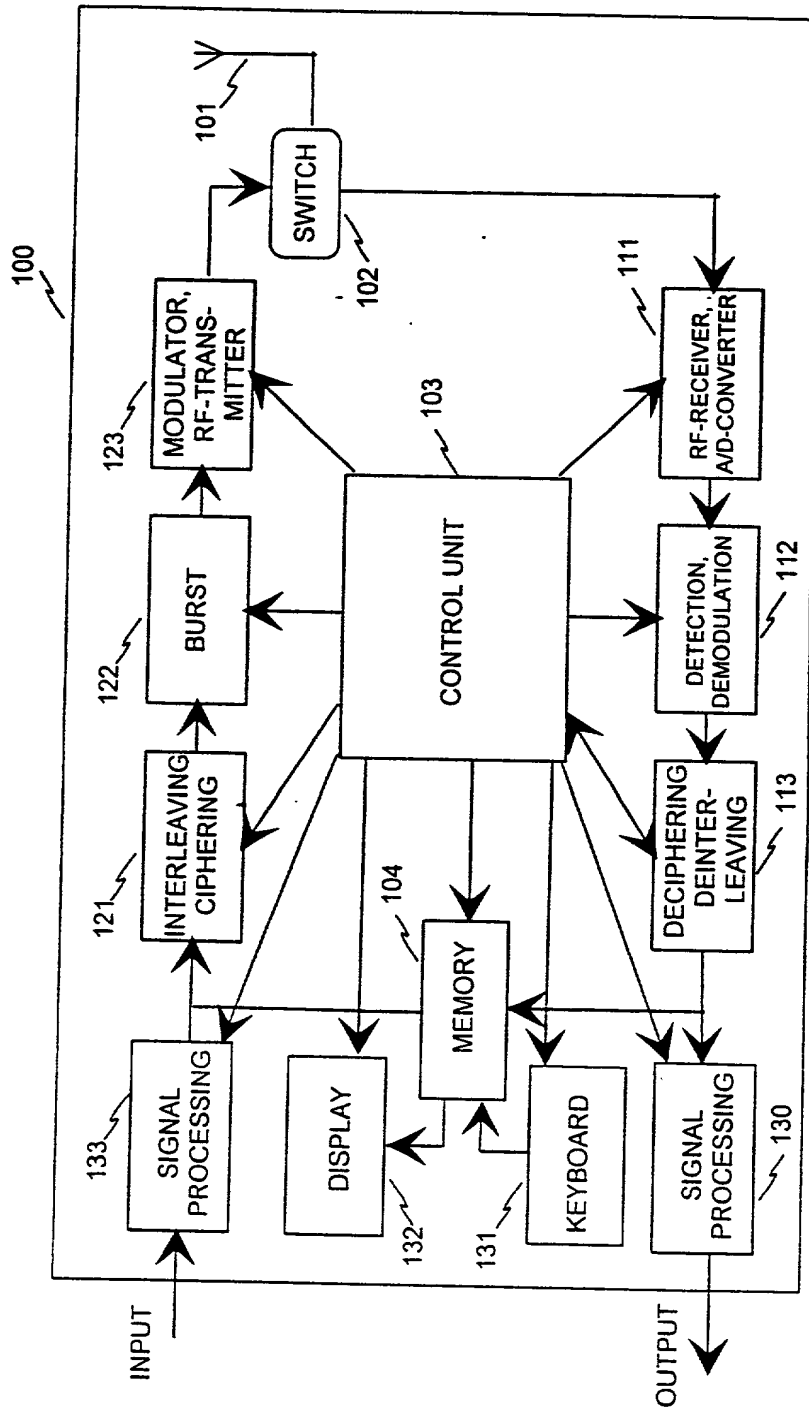 100
INPUT
133
SIGNAL
PROCESSING
121
INTERLEAVING
CIPHERING
122
BURST
123
MODULATOR,
RF-TRANS-
MITTER
101
SWITCH
102
DISPLAY
132
104
MEMORY
103
CONTROL UNIT
131
KEYBOARD
OUTPUT
SIGNAL
PROCESSING
130
DECIPHERING
DEINTER-
LEAVING
113
DETECTION,
DEMODULATION
112
RF-RECEIVER,
A/D-CONVERTER
111